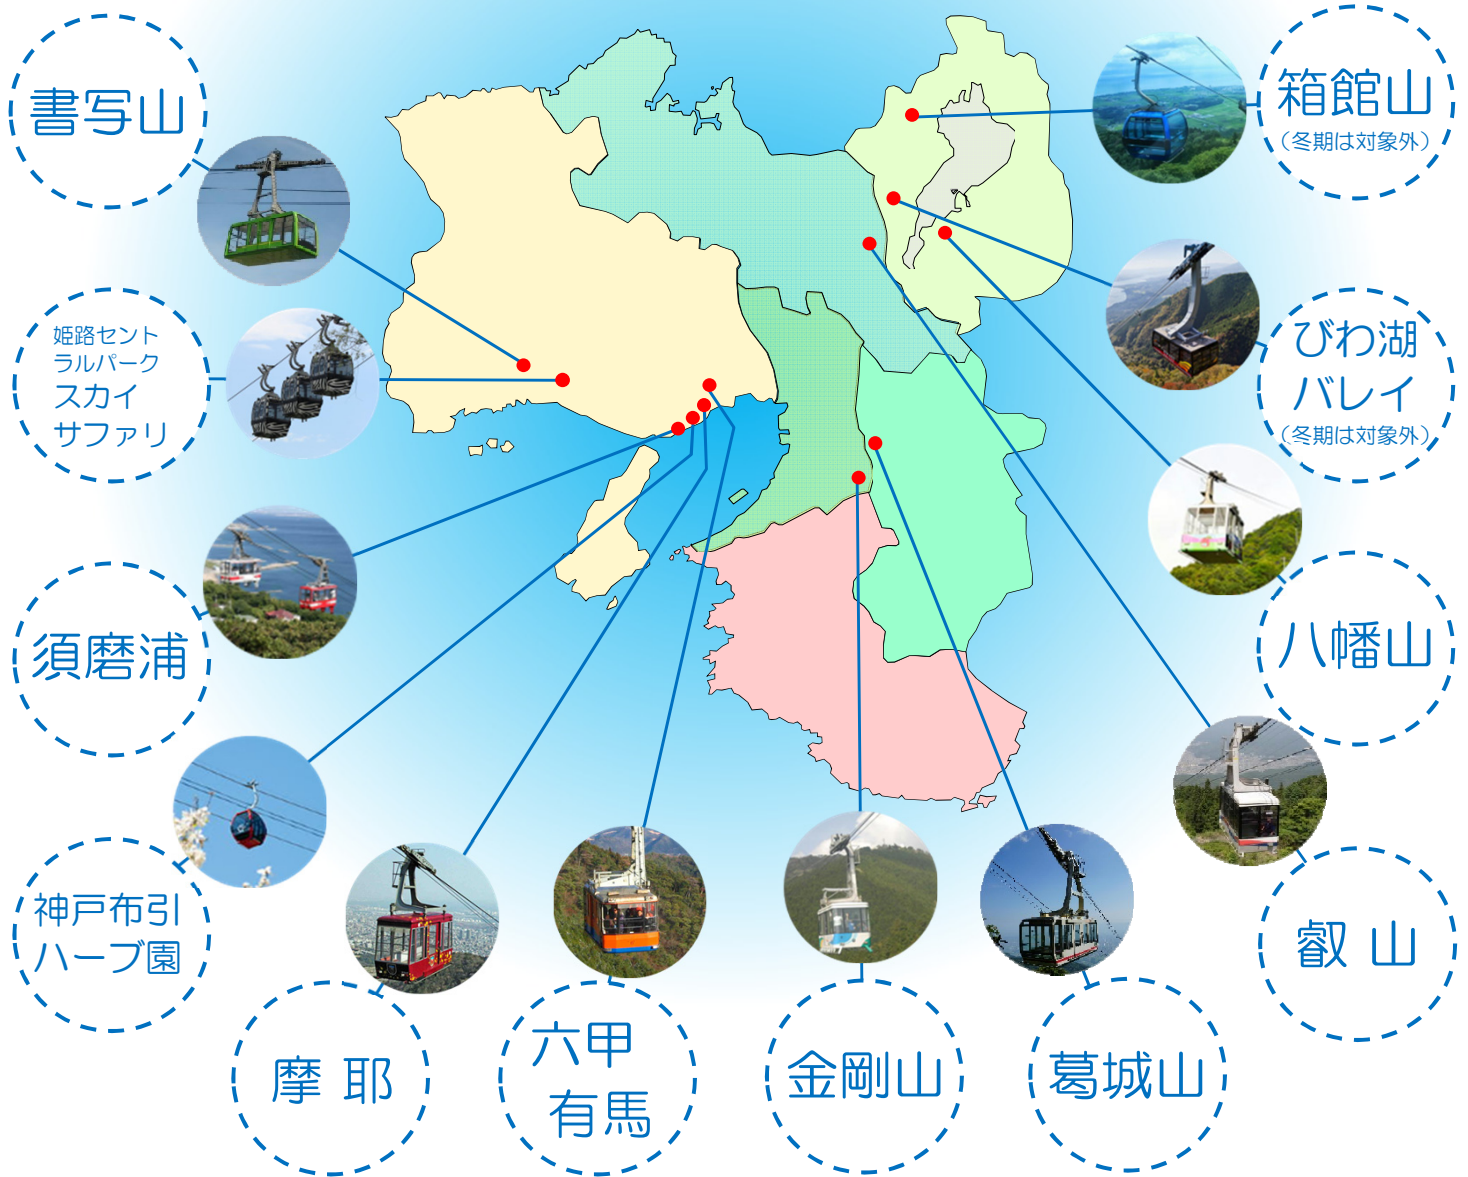 書写山
箱館山
（冬期は対象外）
姫路セント
ラルパーク
スカイ
サファリ
びわ湖
バレイ
（冬期は対象外）
須磨浦
八幡山
神戸布引
ハーブ園
叡 山
摩 耶
六甲
有馬
金剛山
葛城山